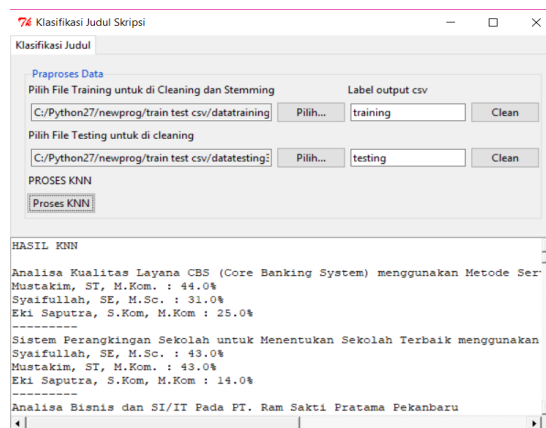 Klasifikasi Judul Skripsi
Klasifikasi Judul
Praproses Data
Pilih File Training untuk di Cleaning dan Stemming Label output csv
C:/Python27/newprog/train test csv/datatraining Pilih... training Clean
Pilih File Testing untuk di cleaning
C:/Python27/newprog/train test csv/datatesting3 Pilih... testing Clean
PROSES KNN
Proses KNN
HASIL KNN
Analisa Kualitas Layana CBS (Core Banking System) menggunakan Metode Ser
Mustakim, ST, M.Kom. : 44.0%
Syaifullah, SE, M.Sc. : 31.0%
Eki Saputra, S.Kom, M.Kom : 25.0%
---------
Sistem Perangkingan Sekolah untuk Menentukan Sekolah Terbaik menggunakan
Syaifullah, SE, M.Sc. : 43.0%
Mustakim, ST, M.Kom. : 43.0%
Eki Saputra, S.Kom, M.Kom : 14.0%
---------
Analisa Bisnis dan SI/IT Pada PT. Ram Sakti Pratama Pekanbaru